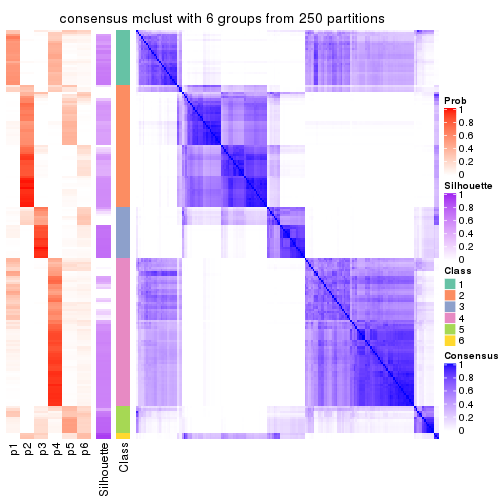 consensus mclust with 6 groups from 250 partitions
Prob
1
0.8
0.6
0.4
0.2
0
Silhouette
1
0.8
0.6
0.4
0.2
0
Class
1
2
3
4
5
6
Consensus
1
0.8
0.6
0.4
0.2
0
p1
p2
p3
p4
p5
p6
Silhouette
Class